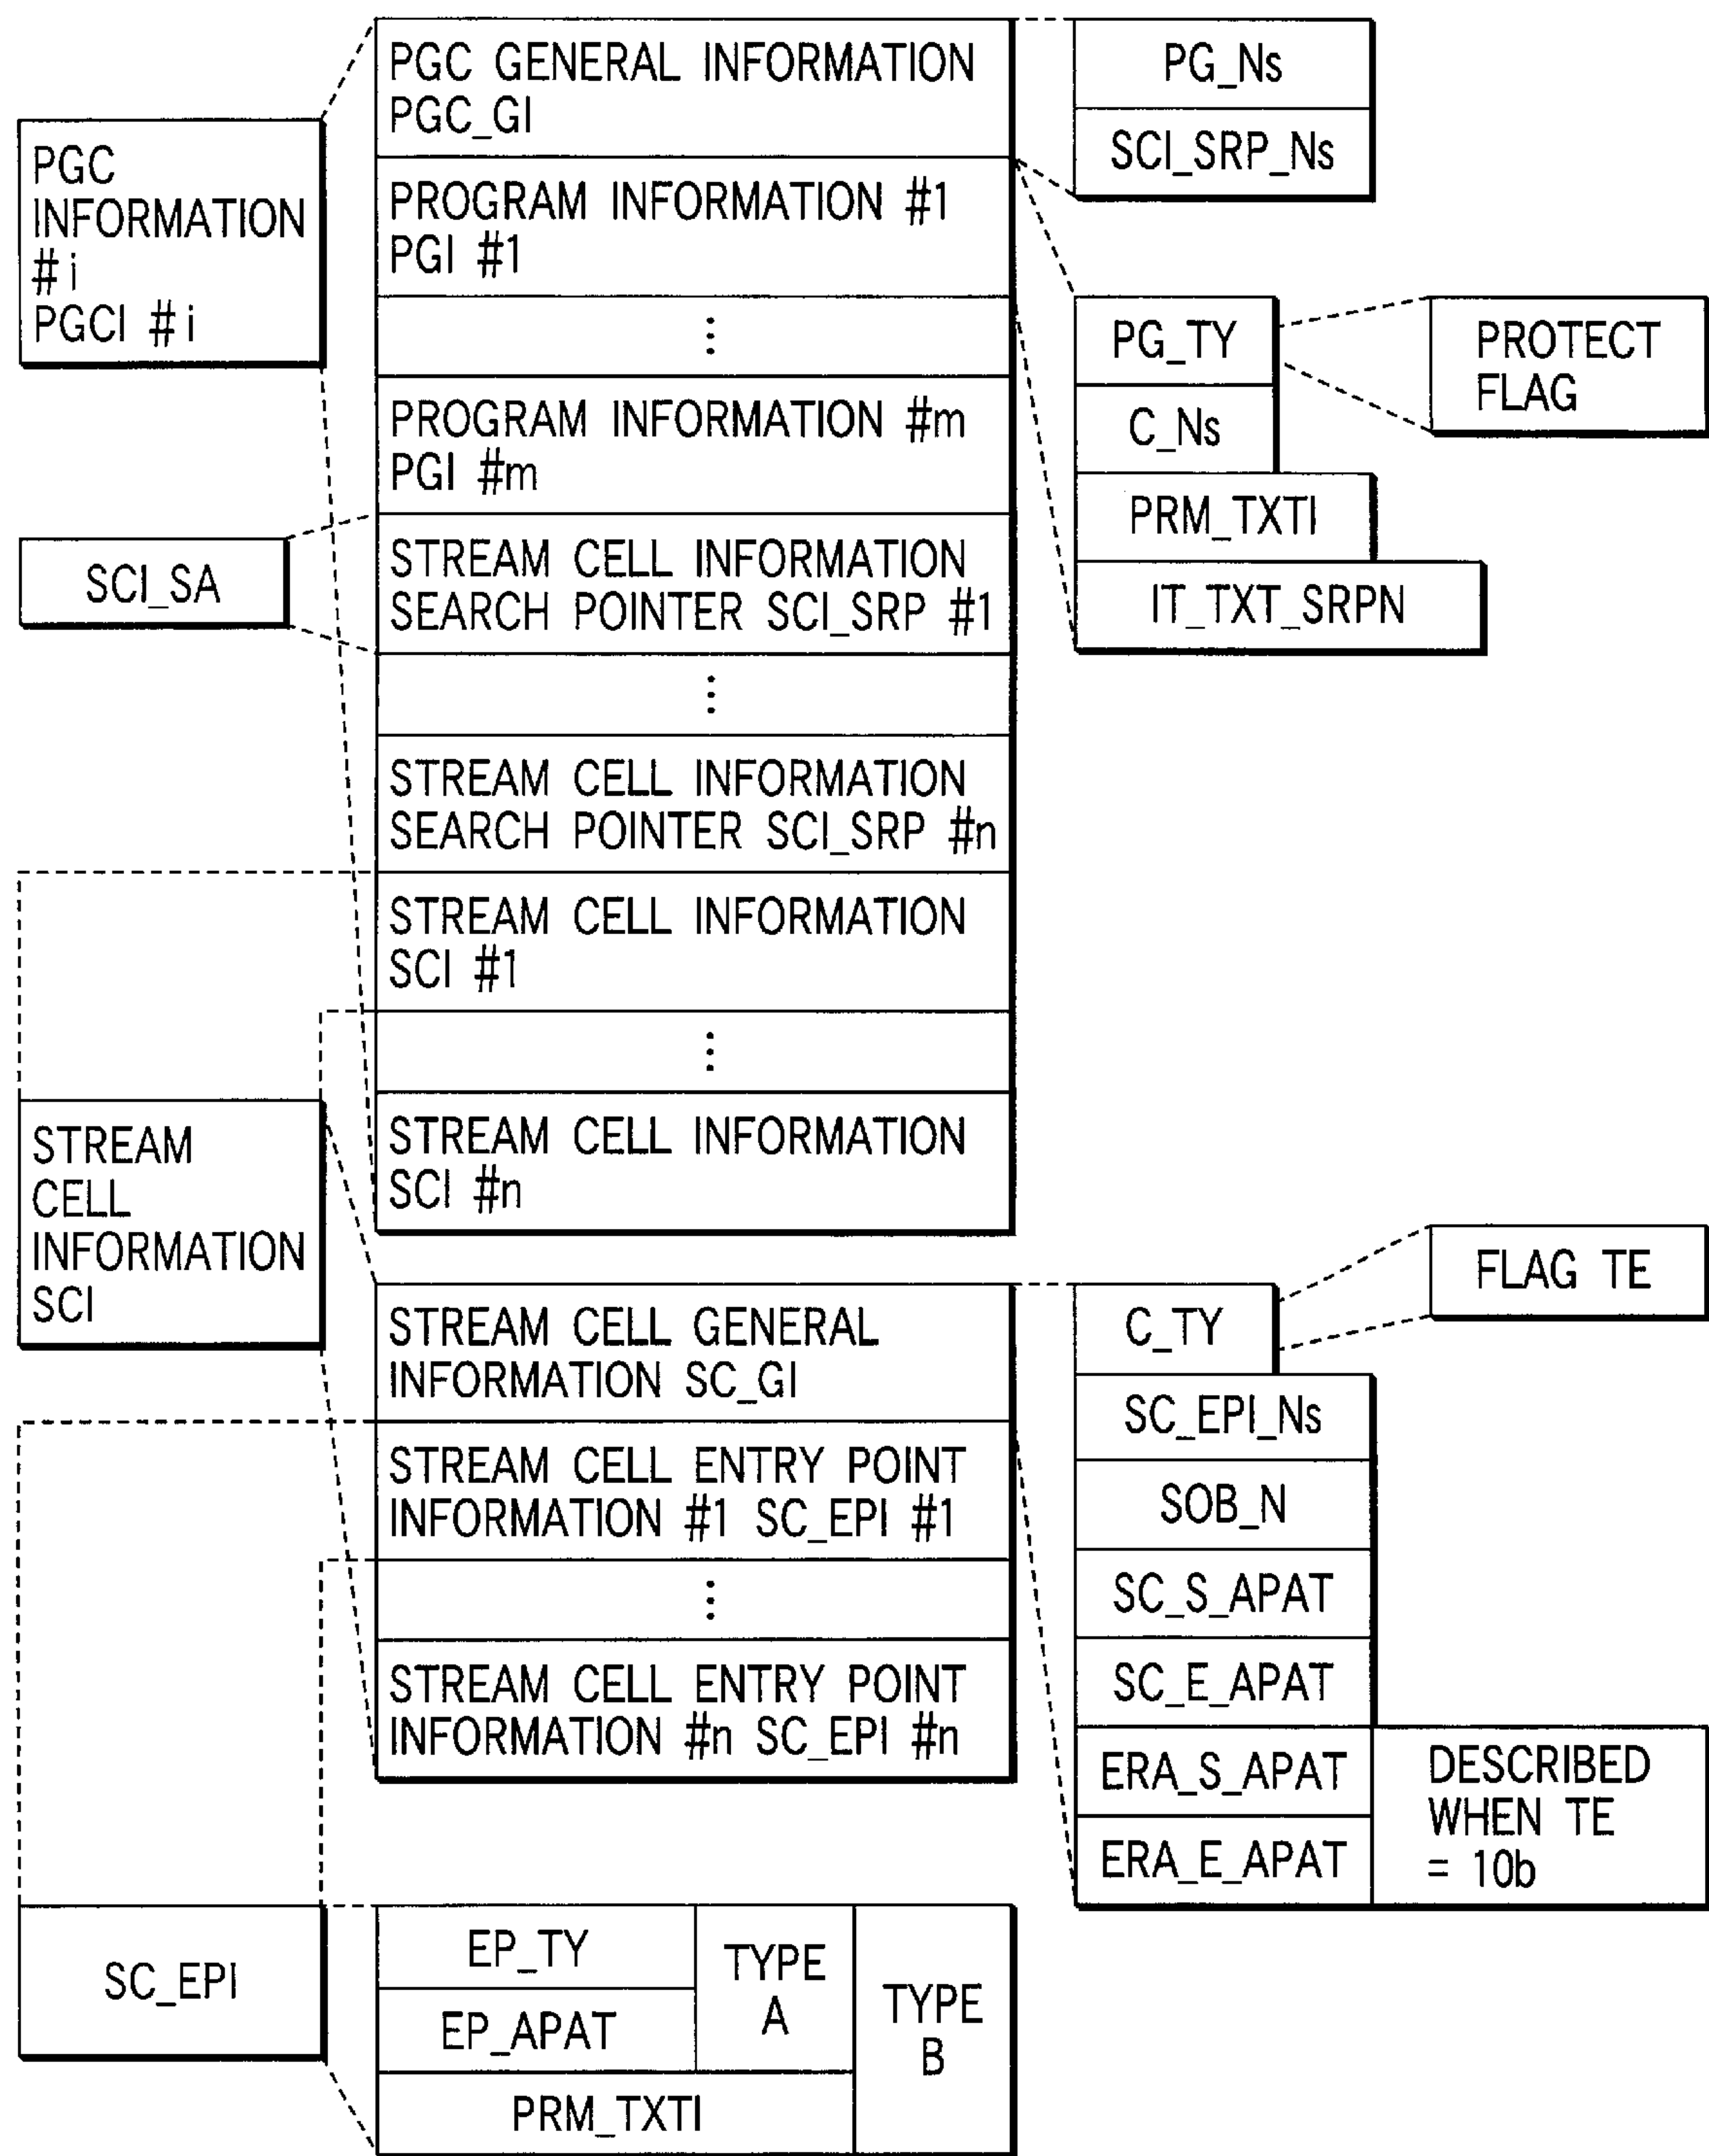 PGC
INFORMATION
# i
PGCI # i
PGC GENERAL INFORMATION
PGC_GI
PROGRAM INFORMATION #1
PGI #1
⋮
PROGRAM INFORMATION #m
PGI #m
STREAM CELL INFORMATION
SEARCH POINTER SCI_SRP #1
⋮
STREAM CELL INFORMATION
SEARCH POINTER SCI_SRP #n
STREAM CELL INFORMATION
SCI #1
⋮
STREAM CELL INFORMATION
SCI #n
PG_Ns
SCI_SRP_Ns
PG_TY
C_Ns
PRM_TXTI
IT_TXT_SRPN
PROTECT
FLAG
SCI_SA
STREAM
CELL
INFORMATION
SCI
STREAM CELL GENERAL
INFORMATION SC_GI
STREAM CELL ENTRY POINT
INFORMATION #1 SC_EPI #1
⋮
STREAM CELL ENTRY POINT
INFORMATION #n SC_EPI #n
C_TY
SC_EPI_Ns
SOB_N
SC_S_APAT
SC_E_APAT
ERA_S_APAT
ERA_E_APAT
FLAG TE
DESCRIBED
WHEN TE
= 10b
SC_EPI
EP_TY
EP_APAT
PRM_TXTI
TYPE
A
TYPE
B